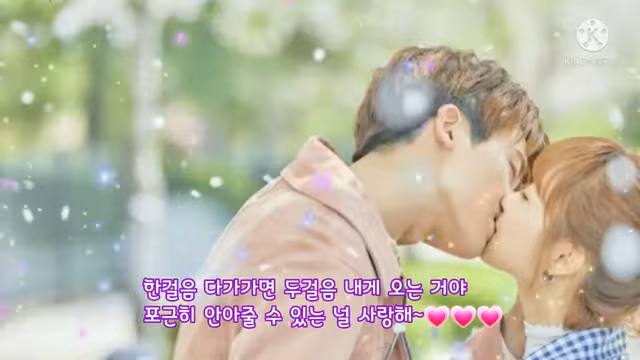 한걸음 다가가면 두걸음 내게 오는 거야
포근히 안아줄 수 있는 널 사랑해~💗💗💗